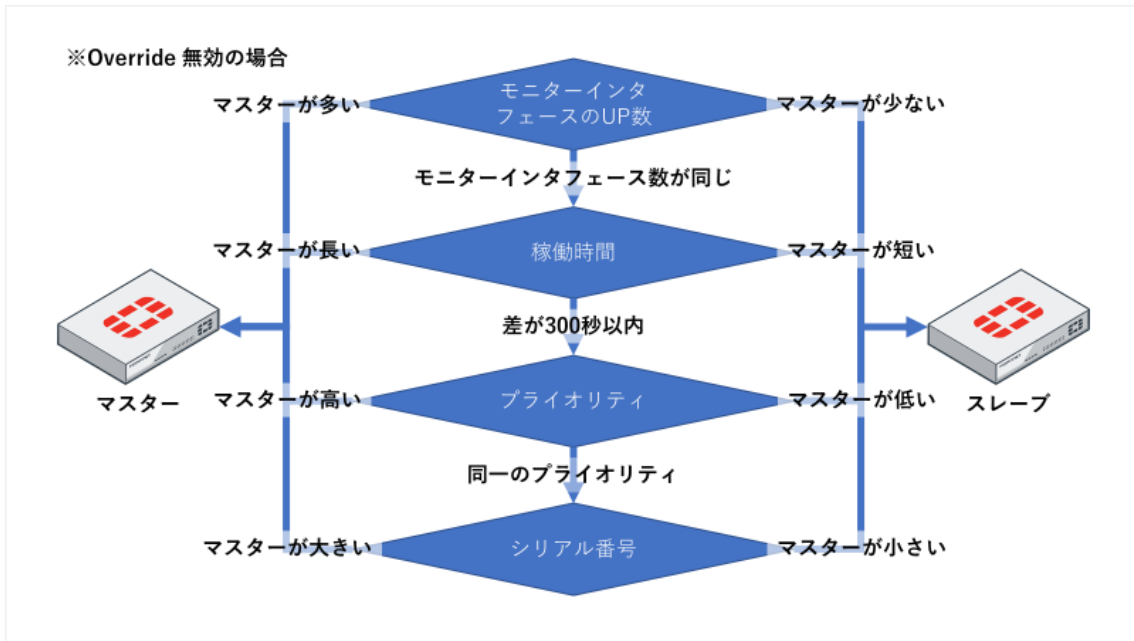 ※Override 無効の場合
マスターが多い
モニターインタ
フェースのUP数
マスターが少ない
モニターインタフェース数が同じ
マスターが長い
稼働時間
マスターが短い
差が300秒以内
マスター
マスターが高い
プライオリティ
マスターが低い
スレーブ
同一のプライオリティ
マスターが大きい
シリアル番号
マスターが小さい